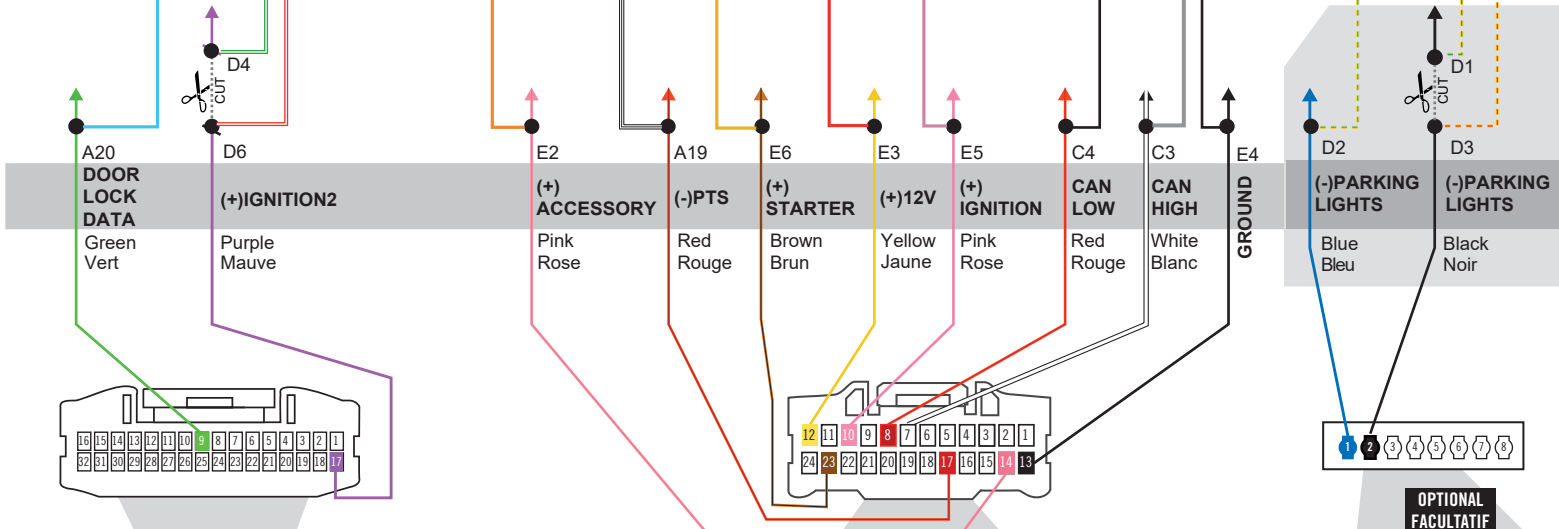 D4
CUT
D1
CUT
A20
D6
E2
A19
E6
E3
E5
C4
C3
E4
D2
D3
DOOR
LOCK
DATA
(+)IGNITION2
(+)
ACCESSORY
(-)PTS
(+)
STARTER
(+)12V
(+)
IGNITION
CAN
LOW
CAN
HIGH
GROUND
(-)PARKING
LIGHTS
(-)PARKING
LIGHTS
Green
Vert
Purple
Mauve
Pink
Rose
Red
Rouge
Brown
Brun
Yellow
Jaune
Pink
Rose
Red
Rouge
White
Blanc
Blue
Bleu
Black
Noir
16 15 14 13 12 11 10 9 8 7 6 5 4 3 2 1
32 31 30 29 28 27 26 25 24 23 22 21 20 19 18 17
12 11 10 9 8 7 6 5 4 3 2 1
24 23 22 21 20 19 18 17 16 15 14 13
1 2 3 4 5 6 7 8
OPTIONAL
FACULTATIF